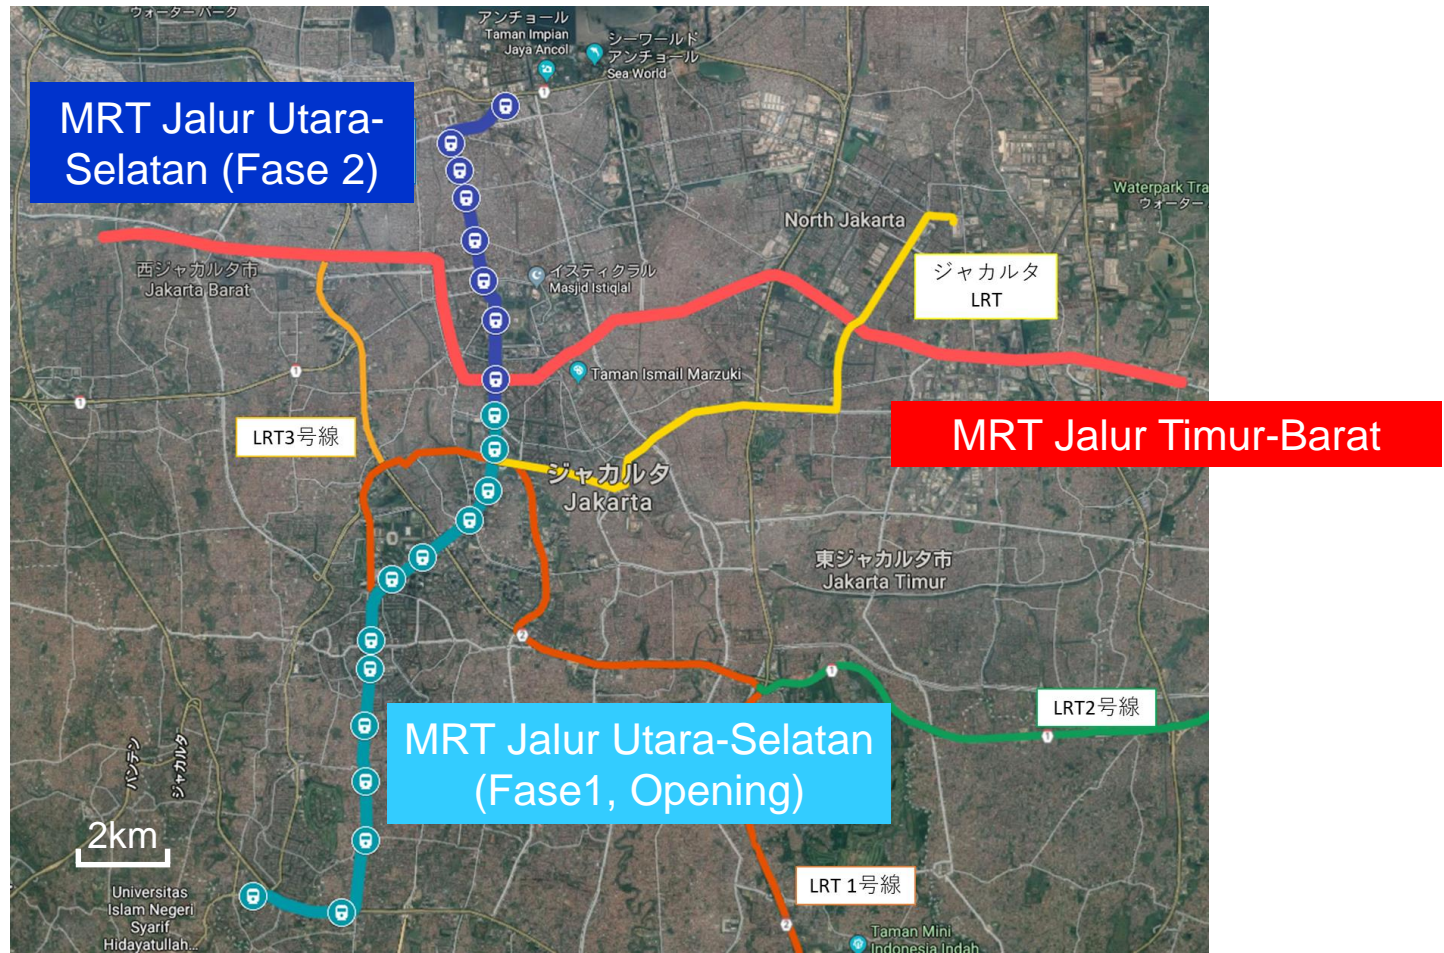 ウォーター パーク
アンチョール
Taman Impian
Jaya Ancol
シーワールド
アンチョール
Sea World
MRT Jalur Utara-
Selatan (Fase 2)
Waterpark Tra
ウォーター
North Jakarta
西ジャカルタ市
Jakarta Barat
イスティクラル
Masjid Istiqlal
ジャカルタ
LRT
1
1
1
Taman Ismail Marzuki
LRT3号線
MRT Jalur Timur-Barat
ジャカルタ
Jakarta
東ジャカルタ市
Jakarta Timur
2
1
LRT2号線
1
MRT Jalur Utara-Selatan
(Fase1, Opening)
バンテン
ジャカルタ
2km
Universitas
Islam Negeri
Syarif
Hidayatullah...
LRT 1号線
2
Taman Mini
Indonesia Indah